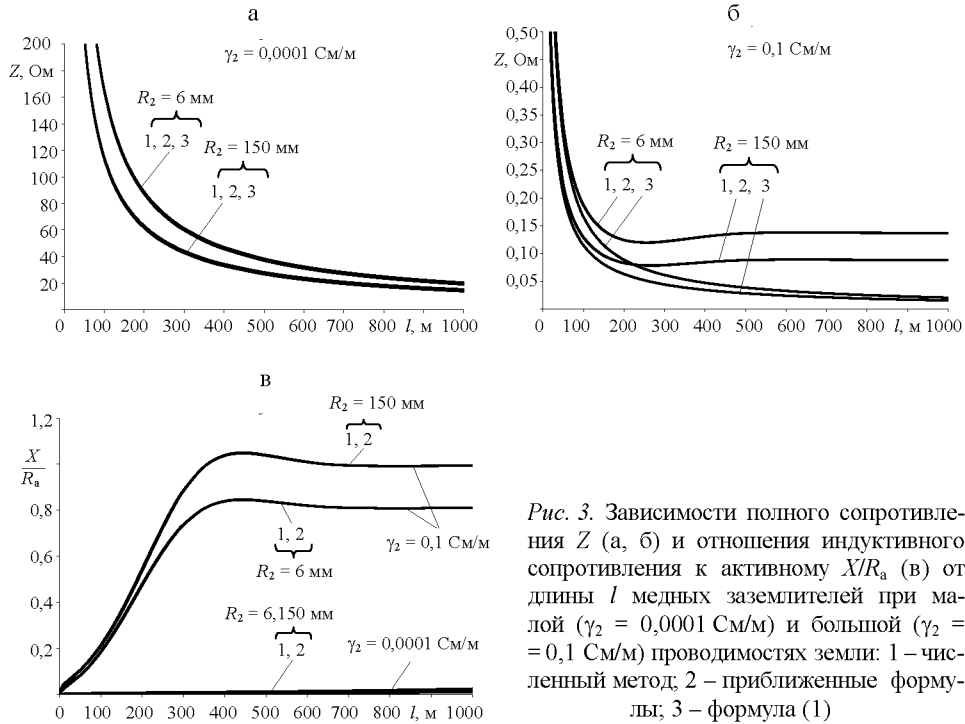 а
200
Z, Ом
160
140
120
100
80
60
40
20
0 100 200 300 400 500 600 700 800 l, м 1000
γ₂ = 0,0001 См/м
R₂ = 6 мм
1, 2, 3
R₂ = 150 мм
1, 2, 3
б
0,50
Z, Ом
0,40
0,35
0,30
0,25
0,20
0,15
0,10
0,05
0 100 200 300 400 500 600 700 800 l, м 1000
γ₂ = 0,1 См/м
R₂ = 6 мм
1, 2, 3
R₂ = 150 мм
1, 2, 3
в
1,2
X
Rа
0,8
0,6
0,4
0,2
0 100 200 300 400 500 600 700 800 l, м 1000
R₂ = 150 мм
1, 2
1, 2
R₂ = 6 мм
γ₂ = 0,1 См/м
R₂ = 6,150 мм
1, 2
γ₂ = 0,0001 См/м
Рис. 3. Зависимости полного сопротивле-
ния Z (а, б) и отношения индуктивного
сопротивления к активному X/Rа (в) от
длины l медных заземлителей при ма-
лой (γ₂ = 0,0001 См/м) и большой (γ₂ =
= 0,1 См/м) проводимостях земли: 1 – чис-
ленный метод; 2 – приближенные форму-
лы; 3 – формула (1)